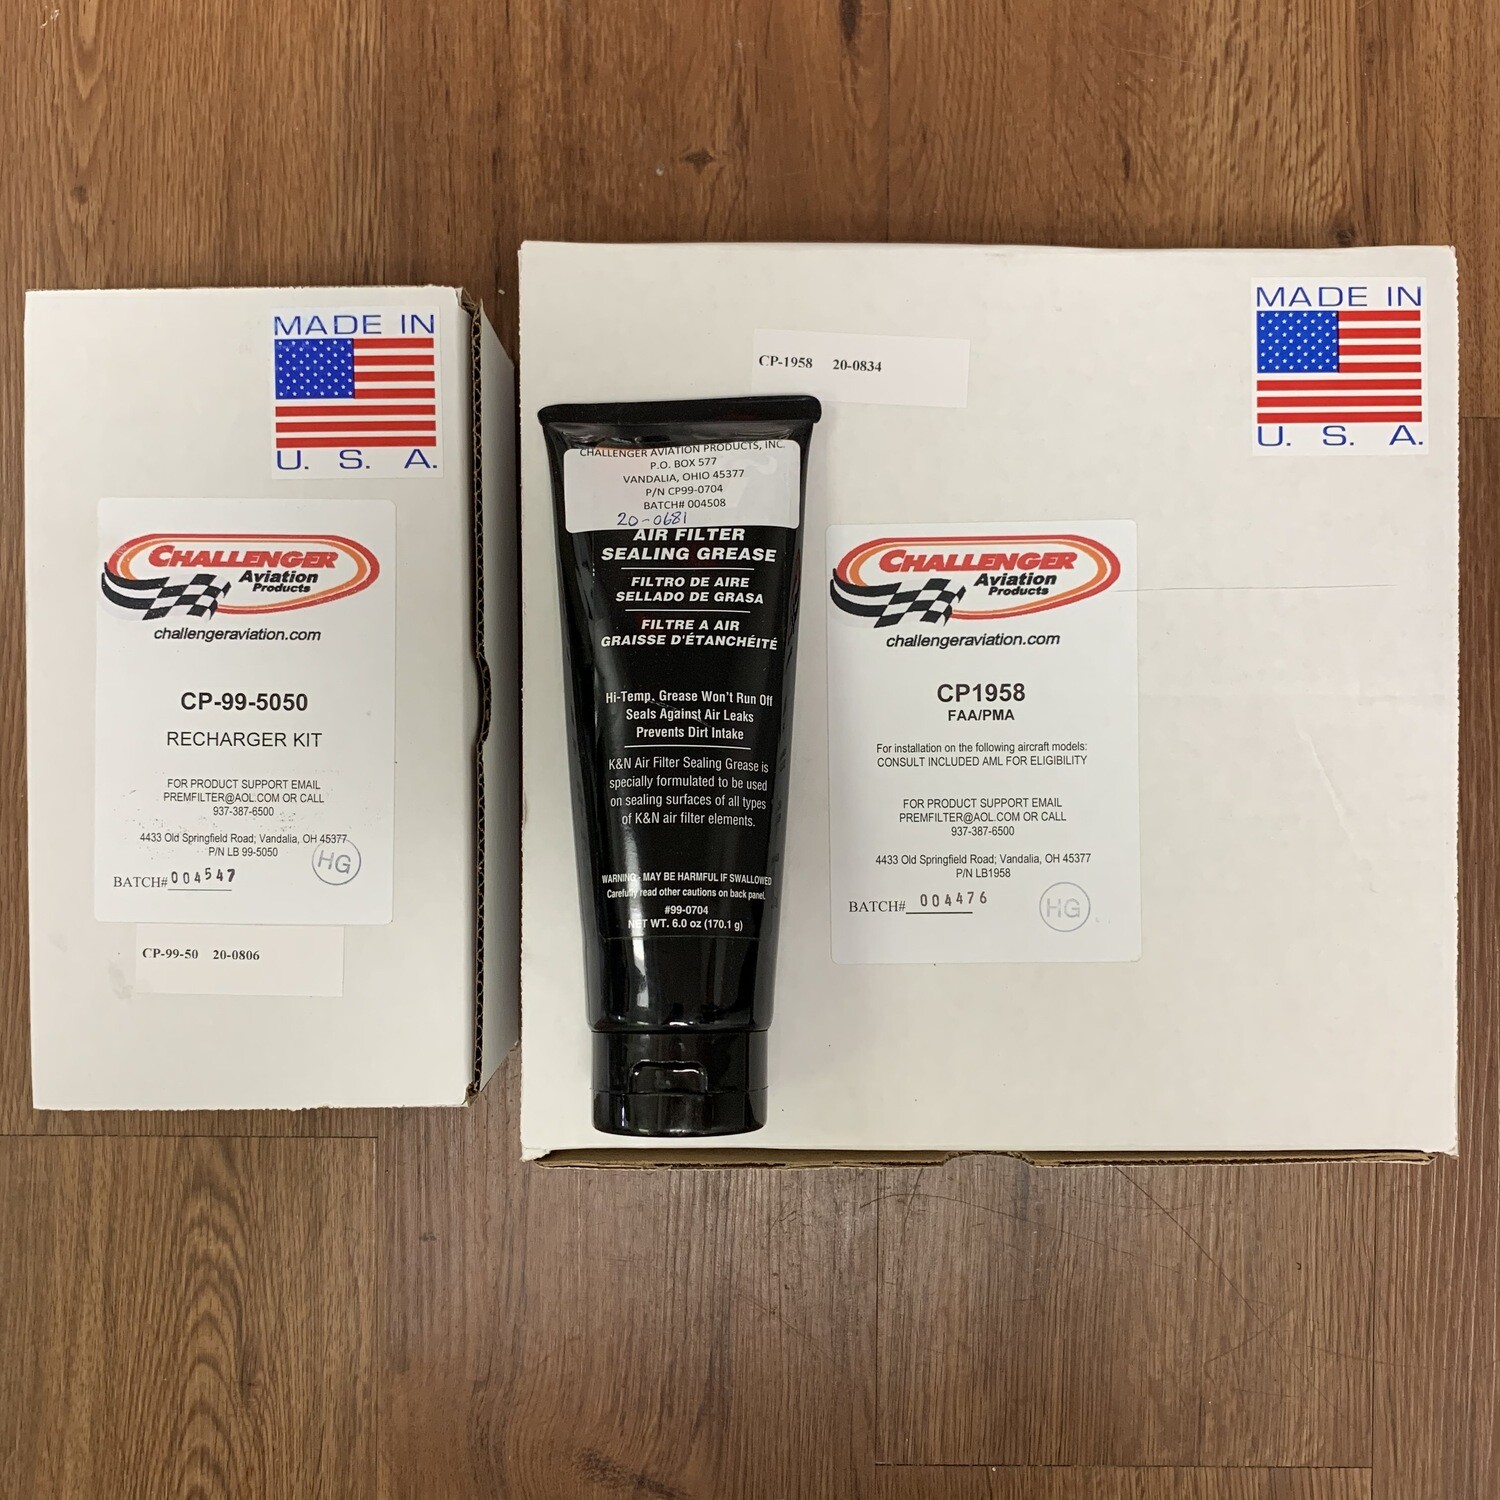 MADE IN
U. S. A.
CHALLENGER
Aviation
Products
challengeraviation.com
CP-99-5050
RECHARGER KIT
FOR PRODUCT SUPPORT EMAIL
PREMFILTER@AOL.COM OR CALL
937-387-6500
4433 Old Springfield Road; Vandalia, OH 45377
P/N LB 99-5050
HG
BATCH# 004547
CP-99-50 20-0806
CHALLENGER AVIATION PRODUCTS, INC.
P.O. BOX 577
VANDALIA, OHIO 45377
P/N CP99-0704
BATCH# 004508
20-0681
AIR FILTER
SEALING GREASE
FILTRO DE AIRE
SELLADO DE GRASA
FILTRE A AIR
GRAISSE D'ÉTANCHÉITÉ
Hi-Temp. Grease Won't Run Off
Seals Against Air Leaks
Prevents Dirt Intake
K&N Air Filter Sealing Grease is
specially formulated to be used
on sealing surfaces of all types
of K&N air filter elements.
WARNING - MAY BE HARMFUL IF SWALLOWED
Carefully read other cautions on back panel.
#99-0704
NET WT. 6.0 oz (170.1 g)
CP-1958 20-0834
MADE IN
U. S. A.
CHALLENGER
Aviation
Products
challengeraviation.com
CP1958
FAA/PMA
For installation on the following aircraft models:
CONSULT INCLUDED AML FOR ELIGIBILITY
FOR PRODUCT SUPPORT EMAIL
PREMFILTER@AOL.COM OR CALL
937-387-6500
4433 Old Springfield Road; Vandalia, OH 45377
P/N LB1958
BATCH# 004476
HG